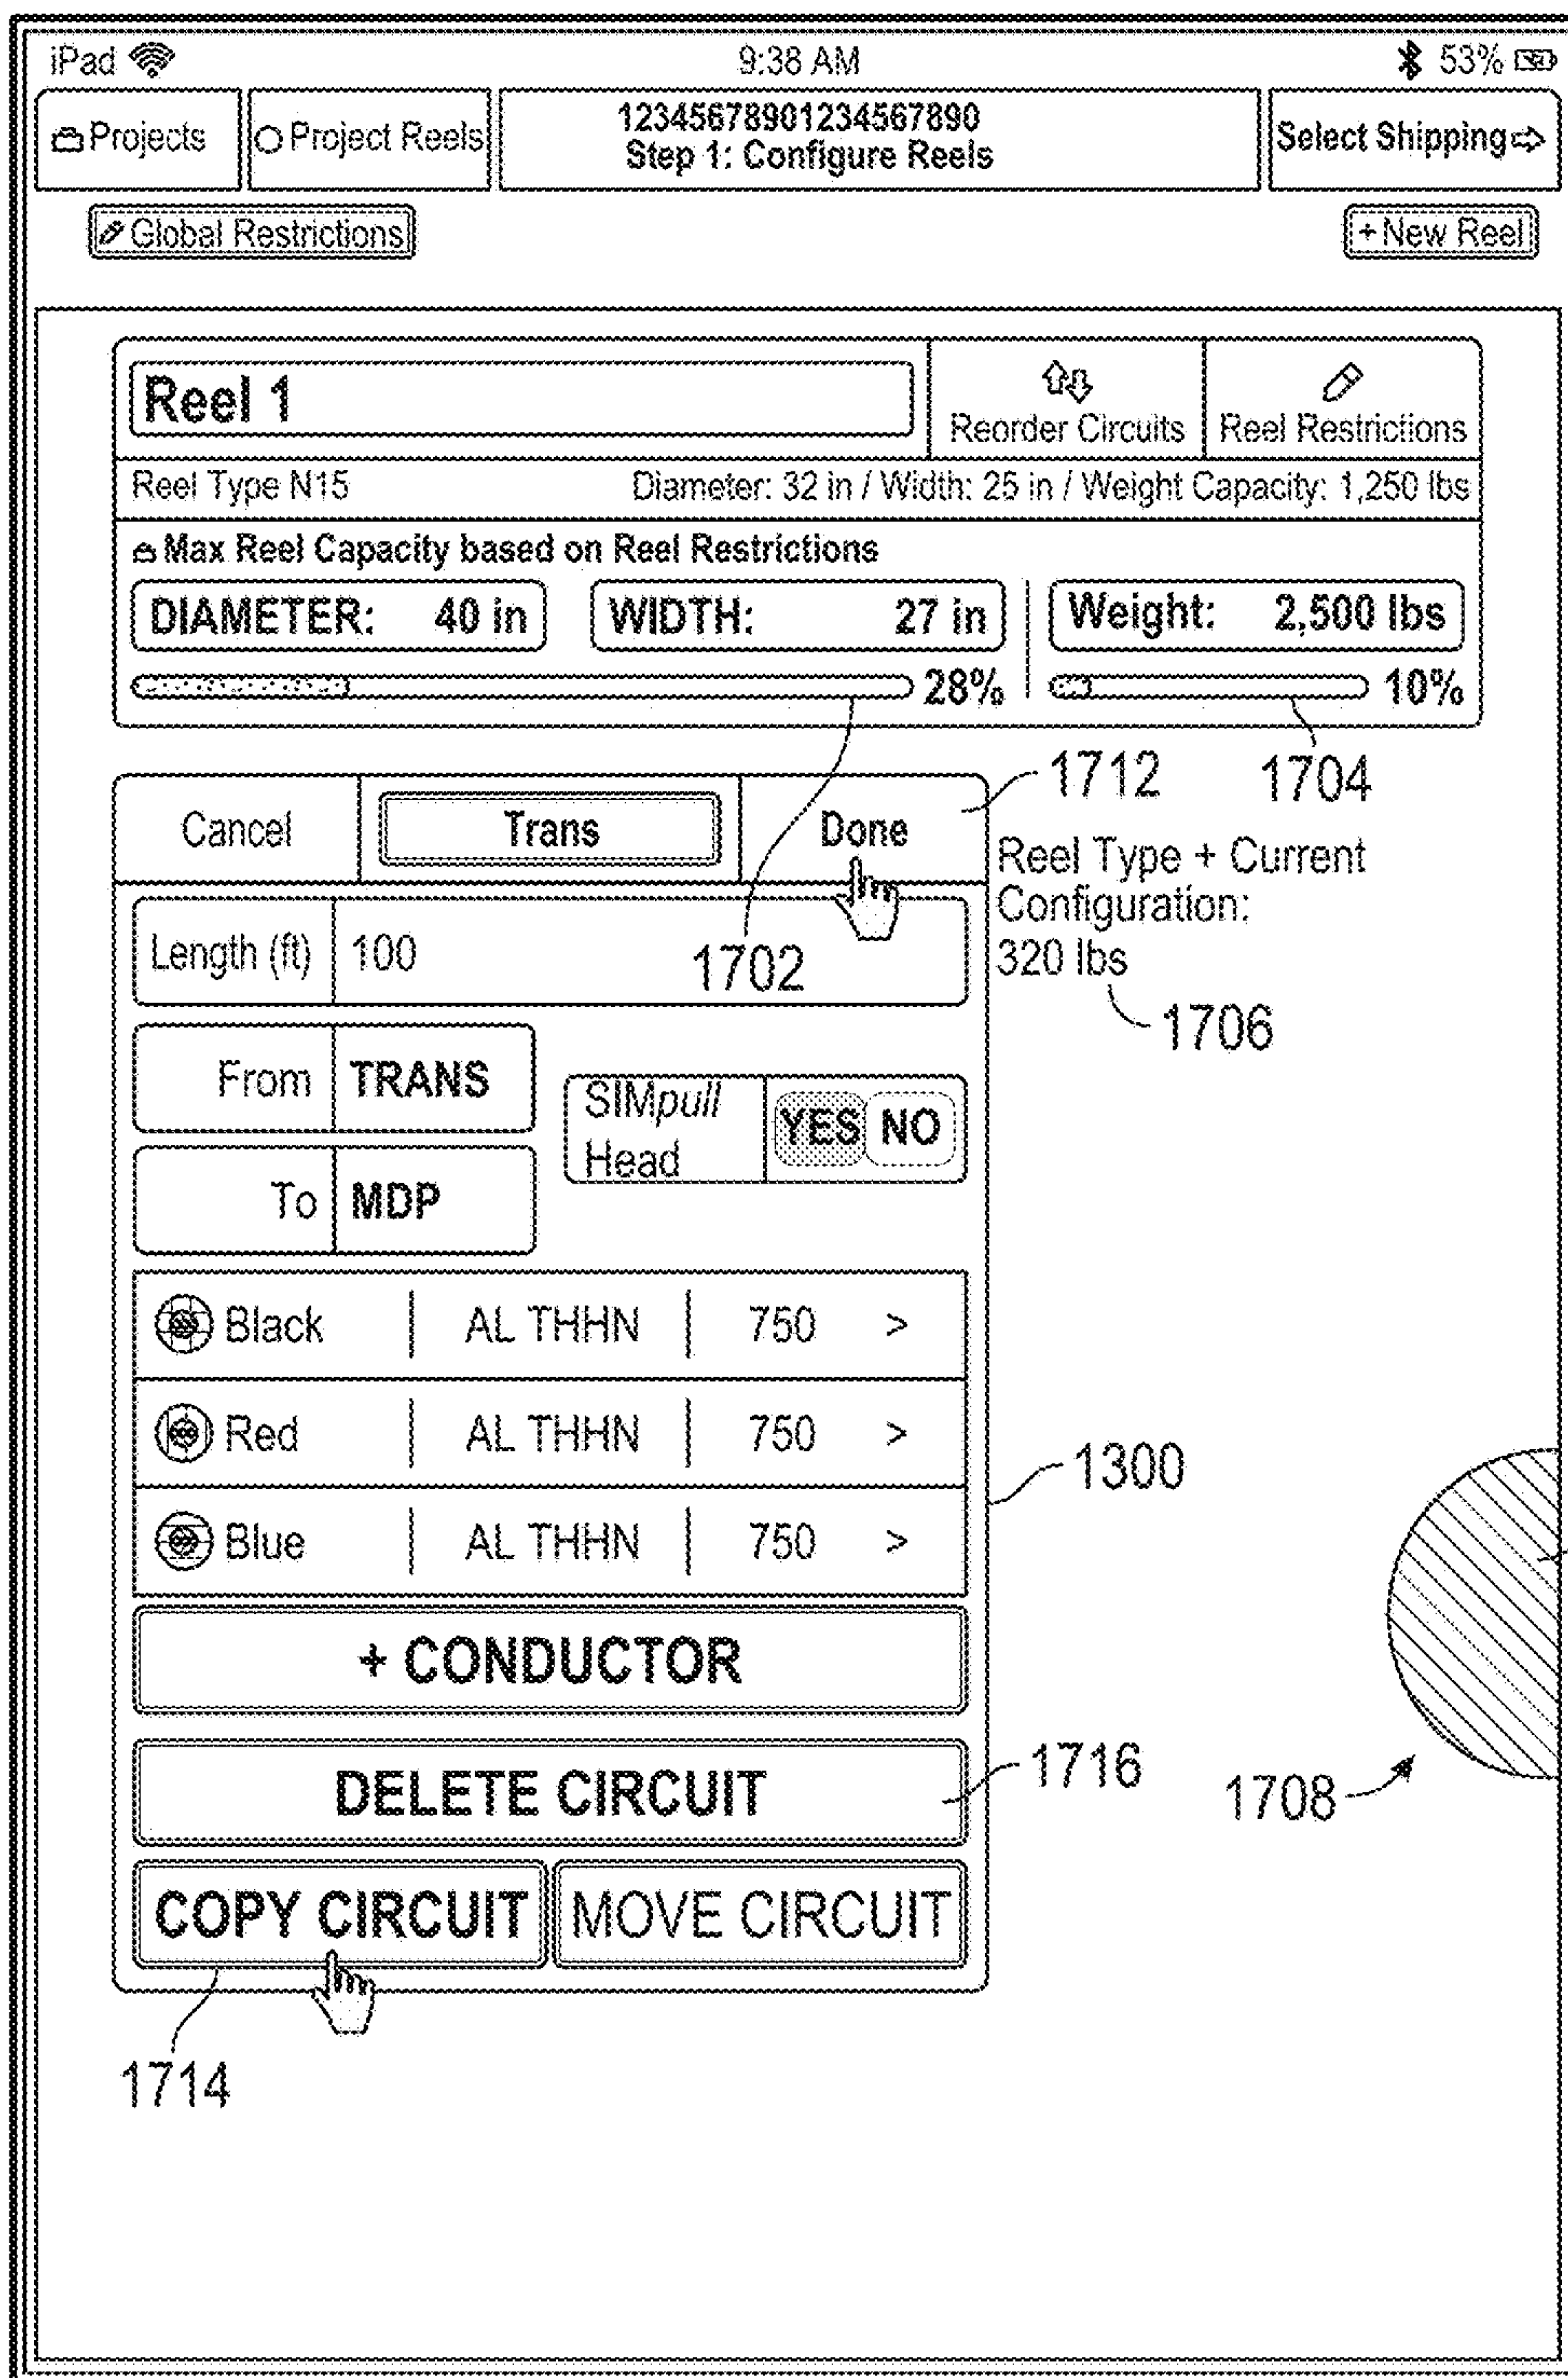 iPad 9:38 AM 53%
Projects Project Reels 12345678901234567890 Select Shipping
Step 1: Configure Reels
Global Restrictions + New Reel
Reel 1 Reorder Circuits Reel Restrictions
Reel Type N15 Diameter: 32 in / Width: 25 in / Weight Capacity: 1,250 lbs
Max Reel Capacity based on Reel Restrictions
DIAMETER: 40 in WIDTH: 27 in Weight: 2,500 lbs
28% 10%
1712 1704
Cancel Trans Done
Reel Type + Current
Configuration:
320 lbs
Length (ft) 100 1702
1706
From TRANS
SIMpull
Head YES NO
To MDP
Black | AL THHN | 750 >
Red | AL THHN | 750 >
1300
Blue | AL THHN | 750 >
+ CONDUCTOR
DELETE CIRCUIT 1716
1708
COPY CIRCUIT MOVE CIRCUIT
1714